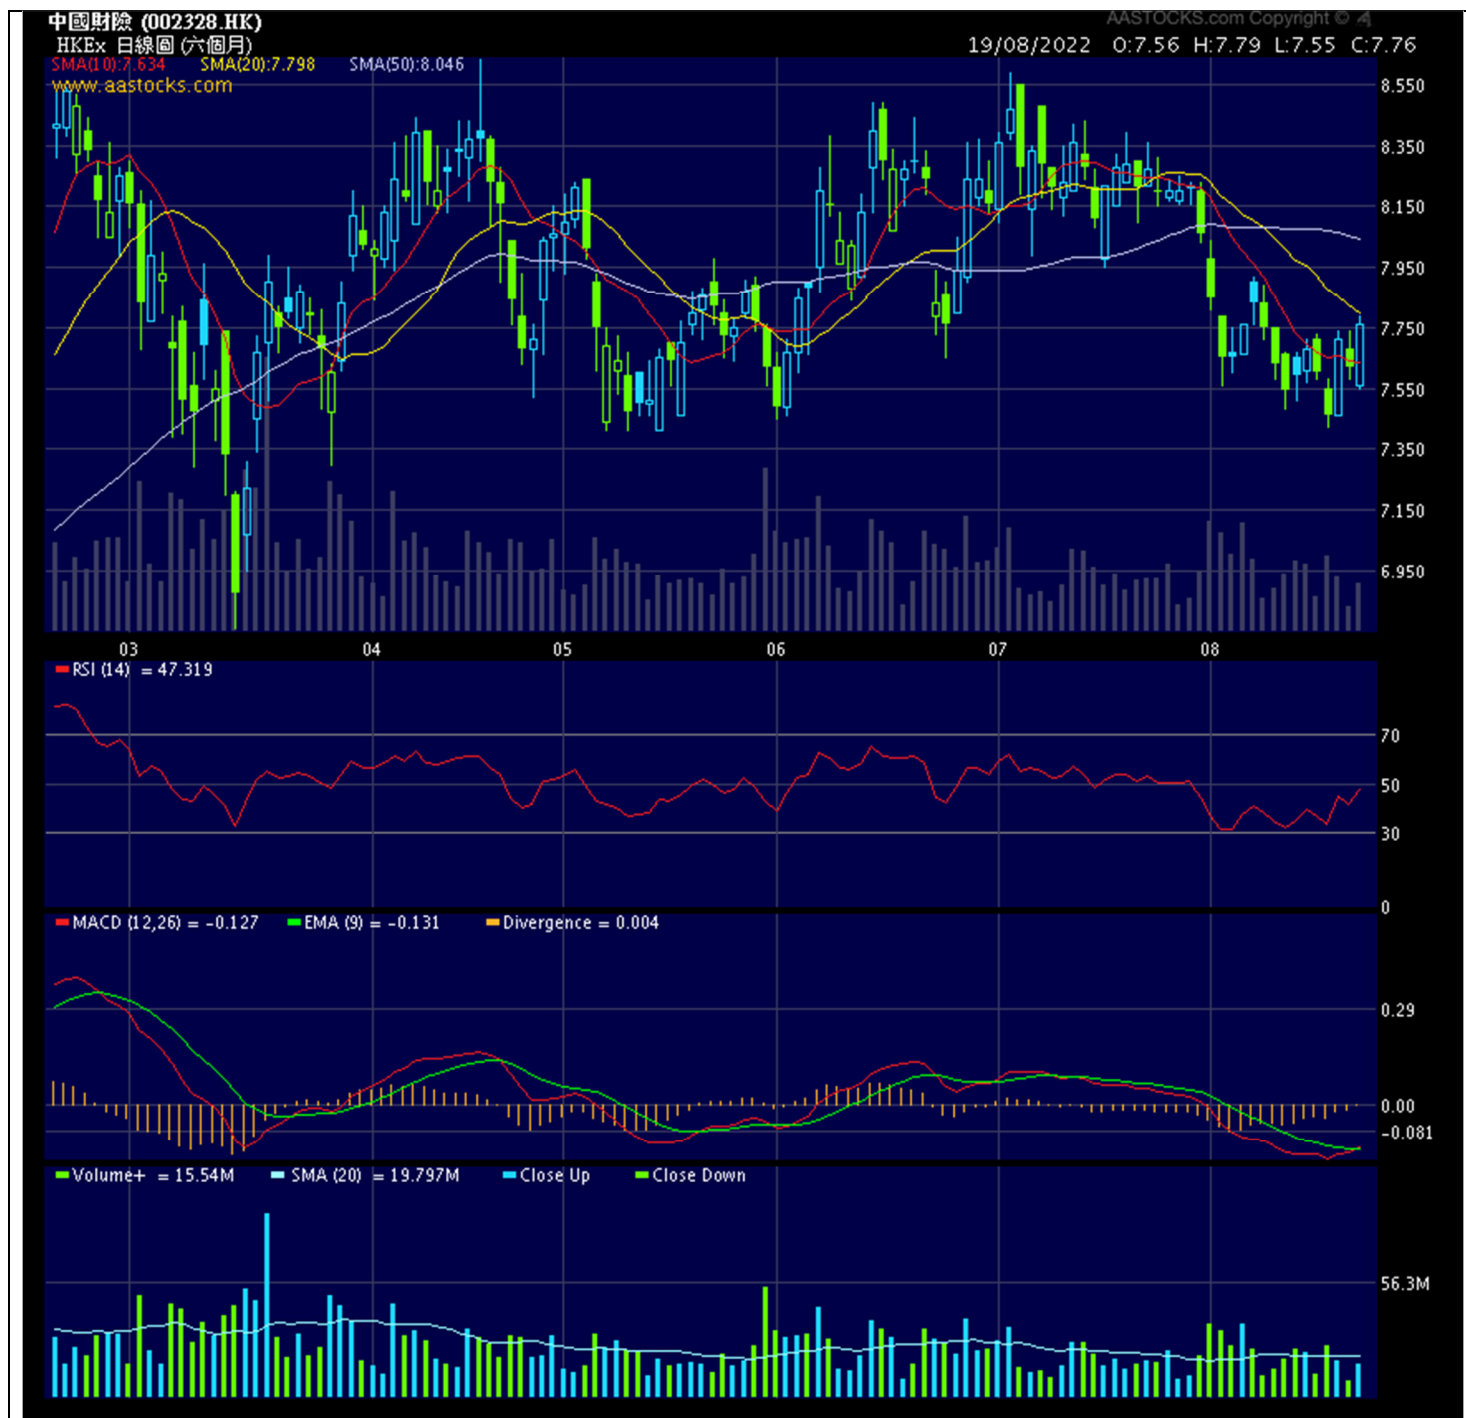 中國財險 (002328.HK)
AASTOCKS.com Copyright ©
HKEx 日線圖 (六個月)
19/08/2022 O:7.56 H:7.79 L:7.55 C:7.76
SMA(10):7.634 SMA(20):7.798 SMA(50):8.046
www.aastocks.com
8.550
8.350
8.150
7.950
7.750
7.550
7.350
7.150
6.950
03 04 05 06 07 08
RSI (14) = 47.319
70
50
30
0
MACD (12,26) = -0.127 EMA (9) = -0.131 Divergence = 0.004
0.29
0.00
-0.081
Volume+ = 15.54M SMA (20) = 19.797M Close Up Close Down
56.3M